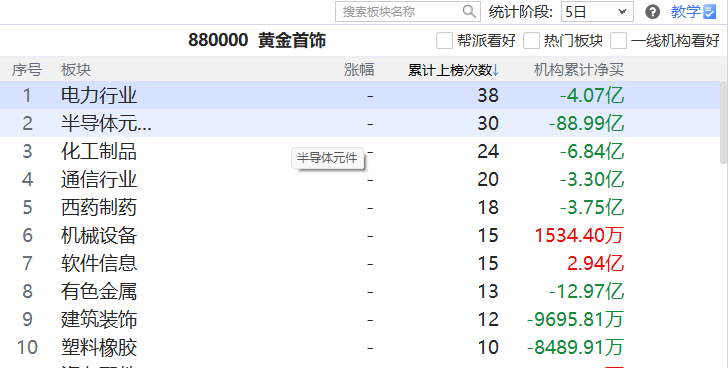 搜索板块名称 统计阶段: 5日 ? 教学
880000 黄金首饰 帮派看好 热门板块 一线机构看好
序号 板块 涨幅 累计上榜次数↓ 机构累计净买
1 电力行业 - 38 -4.07亿
2 半导体元... - 30 -88.99亿
3 化工制品 - 24 -6.84亿
半导体元件
4 通信行业 - 20 -3.30亿
5 西药制药 - 18 -3.75亿
6 机械设备 - 15 1534.40万
7 软件信息 - 15 2.94亿
8 有色金属 - 13 -12.97亿
9 建筑装饰 - 12 -9695.81万
10 塑料橡胶 - 10 -8489.91万